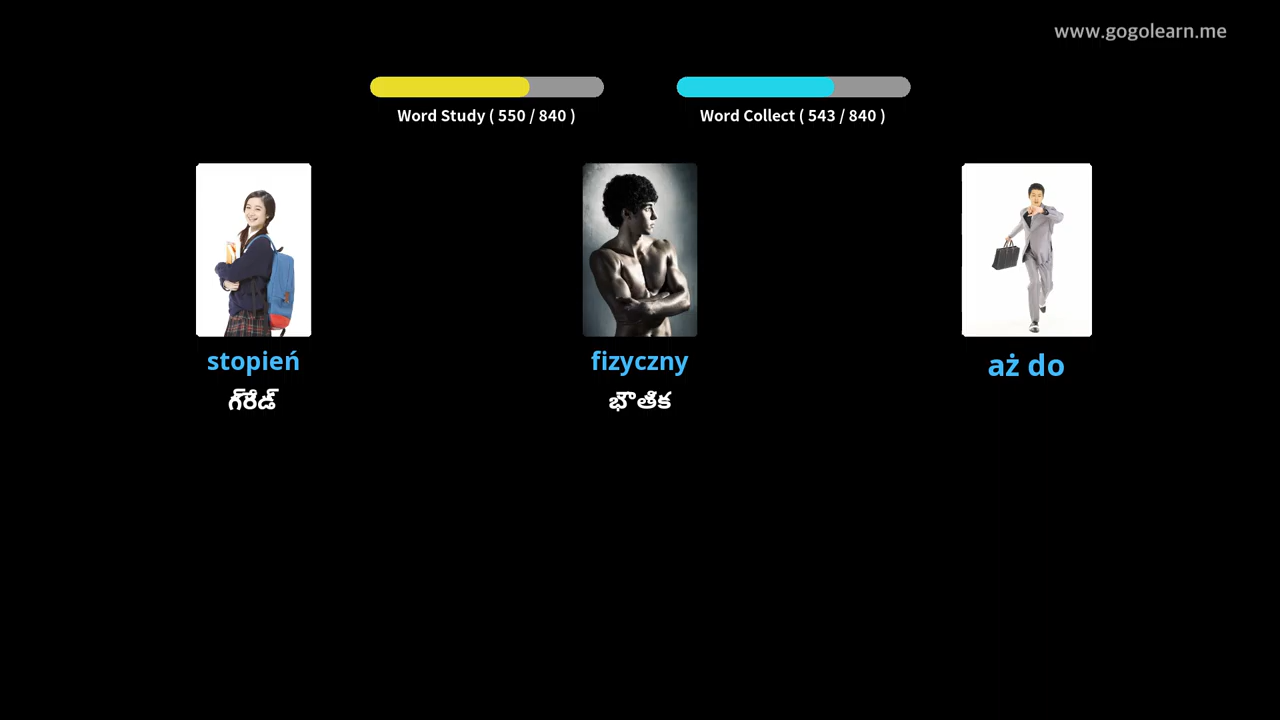 www.gogolearn.me
Word Study ( 550 / 840 )
Word Collect ( 543 / 840 )
stopień
గ్రేడ్
fizyczny
భౌతిక
aż do